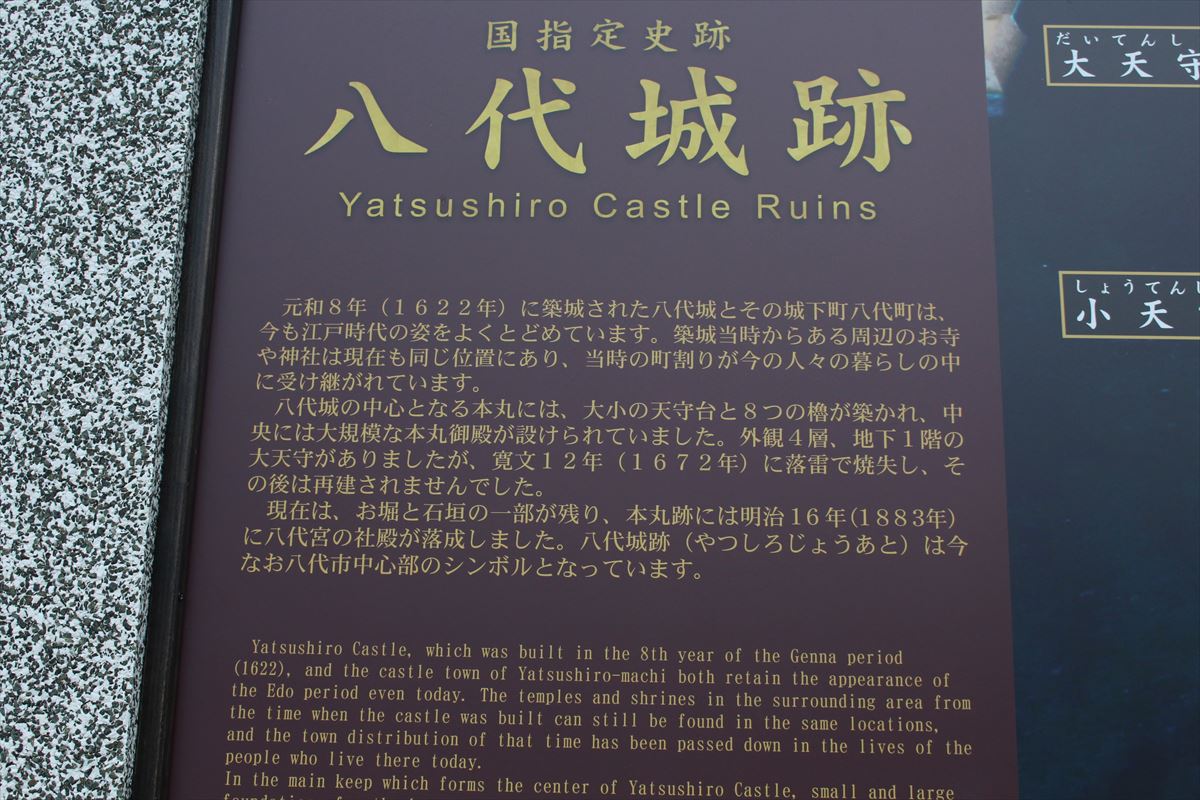 国指定史跡
八代城跡
Yatsushiro Castle Ruins
元和８年（１６２２年）に築城された八代城とその城下町八代町は、
今も江戸時代の姿をよくとどめています。築城当時からある周辺のお寺
や神社は現在も同じ位置にあり、当時の町割りが今の人々の暮らしの中
に受け継がれています。
八代城の中心となる本丸には、大小の天守台と８つの櫓が築かれ、中
央には大規模な本丸御殿が設けられていました。外観４層、地下１階の
大天守がありましたが、寛文１２年（１６７２年）に落雷で焼失し、そ
の後は再建されませんでした。
現在は、お堀と石垣の一部が残り、本丸跡には明治１６年(１８８３年)
に八代宮の社殿が落成しました。八代城跡（やつしろじょうあと）は今
なお八代市中心部のシンボルとなっています。
Yatsushiro Castle, which was built in the 8th year of the Genna period
(1622), and the castle town of Yatsushiro-machi both retain the appearance of
the Edo period even today. The temples and shrines in the surrounding area from
the time when the castle was built can still be found in the same locations,
and the town distribution of that time has been passed down in the lives of the
people who live there today.
In the main keep which forms the center of Yatsushiro Castle, small and large
だいてんし
大天守
しょうてんし
小天